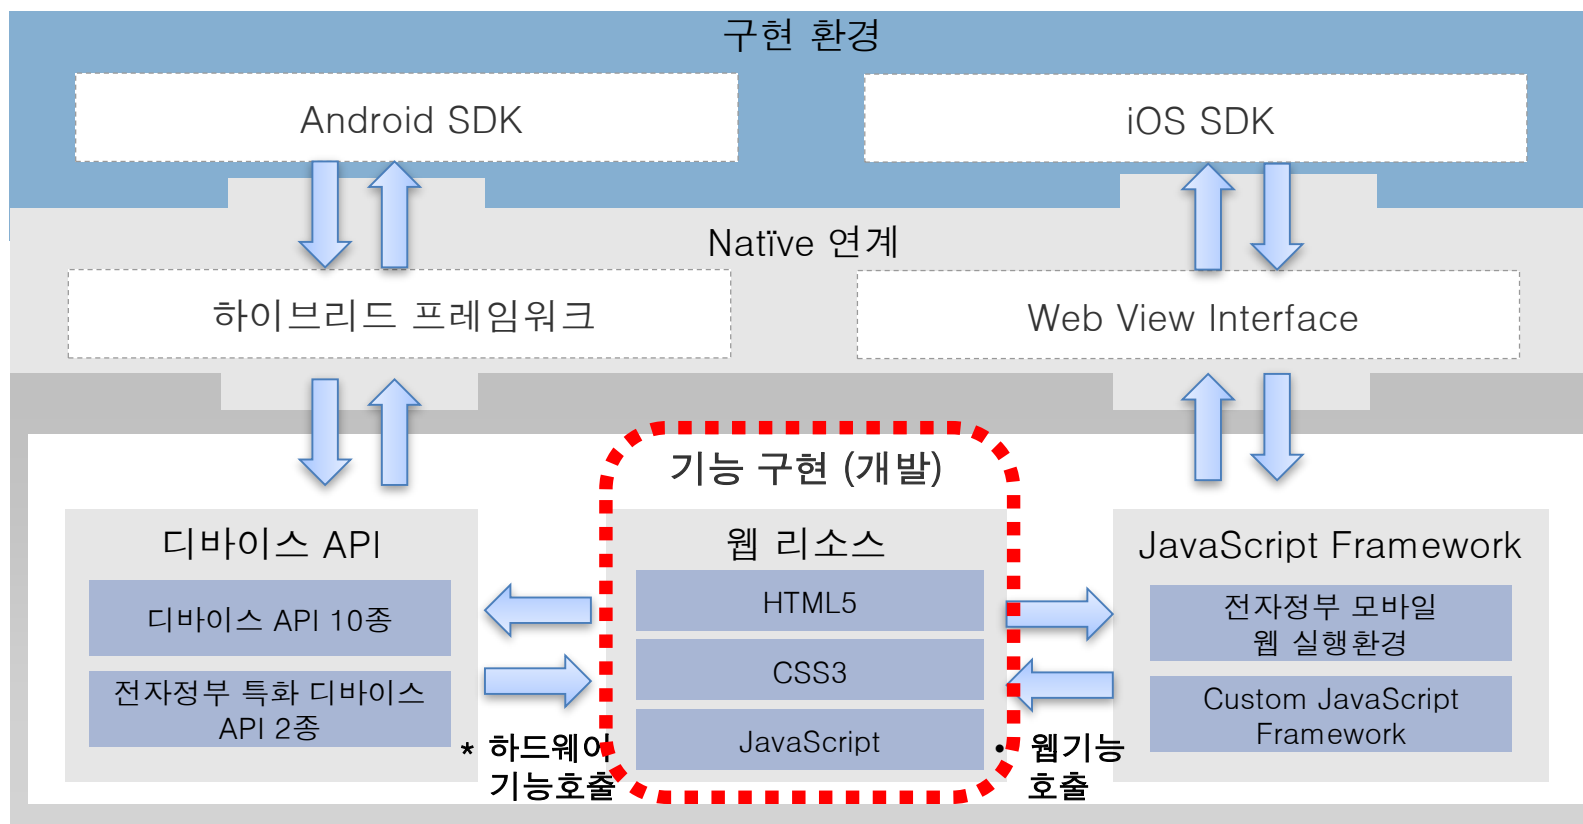 구현 환경
Android SDK
iOS SDK
Natïve 연계
하이브리드 프레임워크
Web View Interface
기능 구현 (개발)
디바이스 API
디바이스 API 10종
전자정부 특화 디바이스
API 2종
* 하드웨어
기능호출
웹 리소스
HTML5
CSS3
JavaScript
• 웹기능
호출
JavaScript Framework
전자정부 모바일
웹 실행환경
Custom JavaScript
Framework